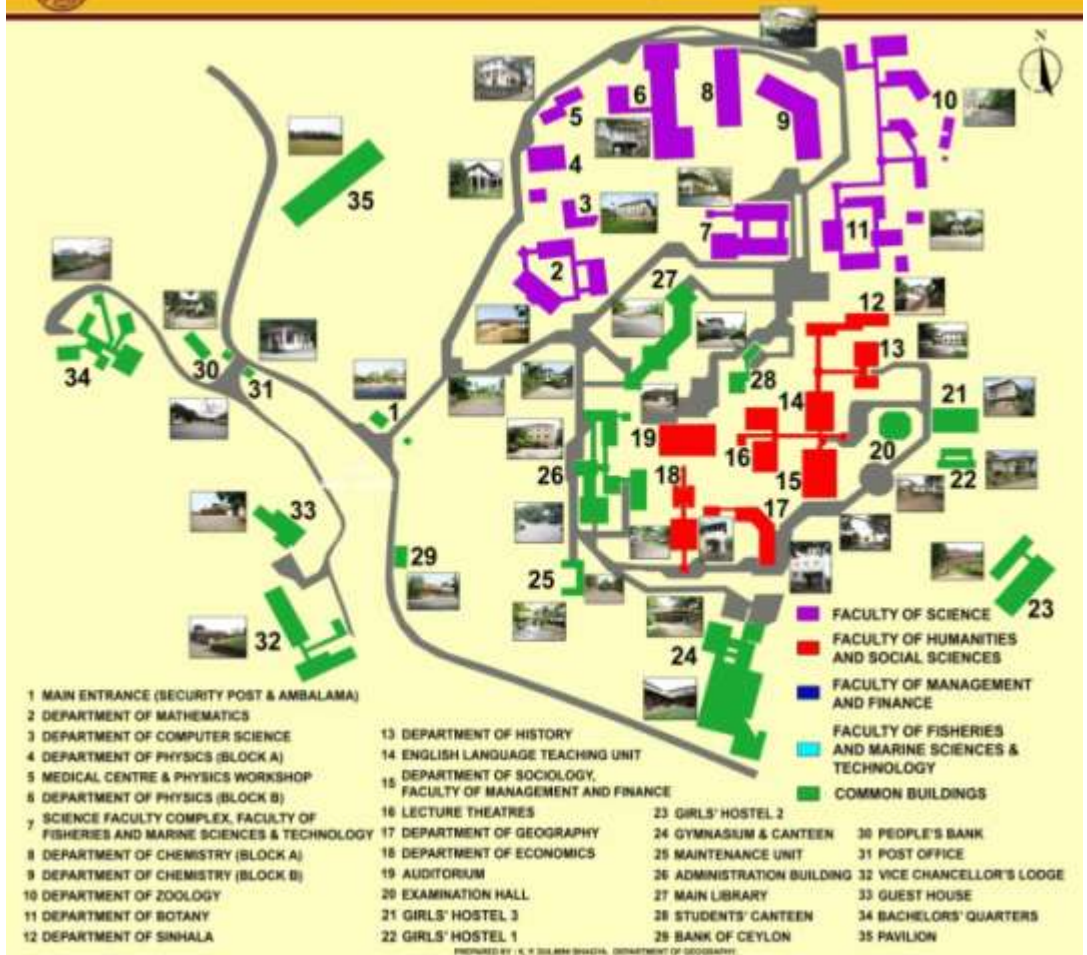 N
10
6
8
5
9
4
35
3
7
11
2
27
12
13
30
34
31
28
14
21
1
19
20
16
26
18
15
22
17
33
29
25
23
32
24
FACULTY OF SCIENCE
FACULTY OF HUMANITIES
AND SOCIAL SCIENCES
FACULTY OF MANAGEMENT
AND FINANCE
FACULTY OF FISHERIES
AND MARINE SCIENCES &
TECHNOLOGY
COMMON BUILDINGS
1 MAIN ENTRANCE (SECURITY POST & AMBALAMA)
2 DEPARTMENT OF MATHEMATICS
3 DEPARTMENT OF COMPUTER SCIENCE
4 DEPARTMENT OF PHYSICS (BLOCK A)
5 MEDICAL CENTRE & PHYSICS WORKSHOP
6 DEPARTMENT OF PHYSICS (BLOCK B)
7 SCIENCE FACULTY COMPLEX, FACULTY OF
FISHERIES AND MARINE SCIENCES & TECHNOLOGY
8 DEPARTMENT OF CHEMISTRY (BLOCK A)
9 DEPARTMENT OF CHEMISTRY (BLOCK B)
10 DEPARTMENT OF ZOOLOGY
11 DEPARTMENT OF BOTANY
12 DEPARTMENT OF SINHALA
13 DEPARTMENT OF HISTORY
14 ENGLISH LANGUAGE TEACHING UNIT
15 DEPARTMENT OF SOCIOLOGY,
FACULTY OF MANAGEMENT AND FINANCE
16 LECTURE THEATRES
17 DEPARTMENT OF GEOGRAPHY
18 DEPARTMENT OF ECONOMICS
19 AUDITORIUM
20 EXAMINATION HALL
21 GIRLS' HOSTEL 3
22 GIRLS' HOSTEL 1
23 GIRLS' HOSTEL 2
24 GYMNASIUM & CANTEEN
25 MAINTENANCE UNIT
26 ADMINISTRATION BUILDING
27 MAIN LIBRARY
28 STUDENTS' CANTEEN
29 BANK OF CEYLON
30 PEOPLE'S BANK
31 POST OFFICE
32 VICE CHANCELLOR'S LODGE
33 GUEST HOUSE
34 BACHELORS' QUARTERS
35 PAVILION
PREPARED BY : K. DEPARTMENT OF GEOGRAPHY